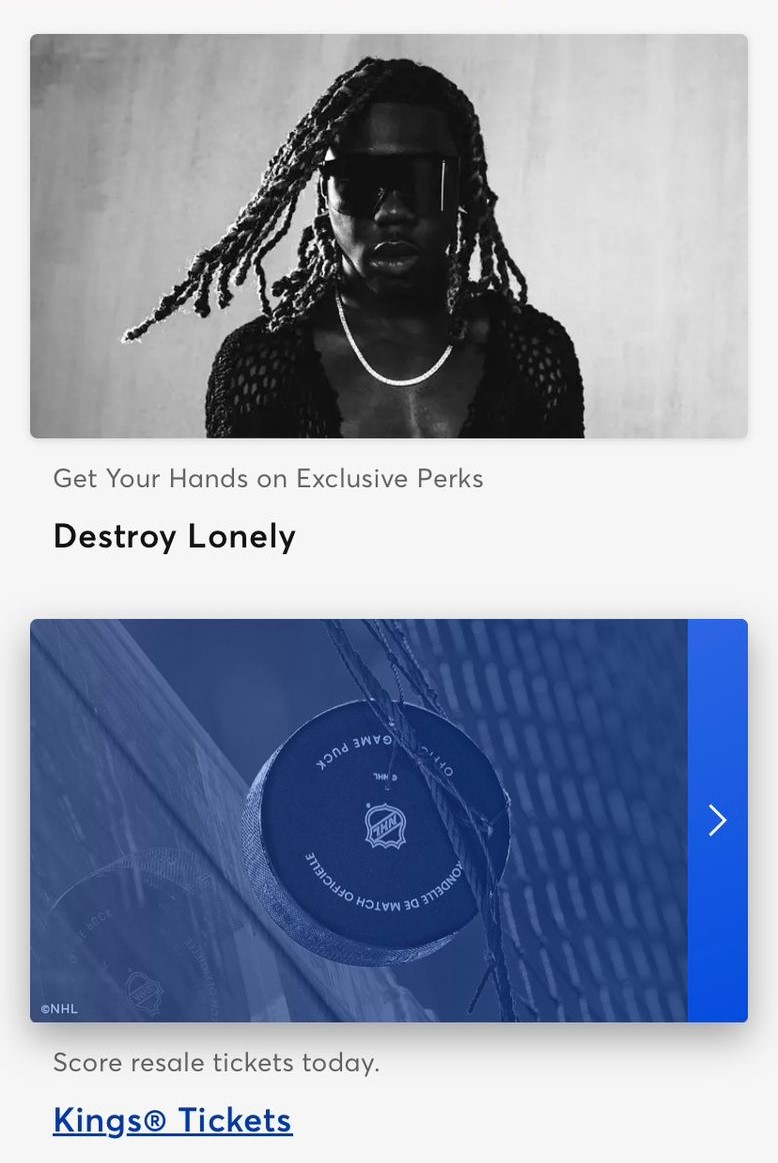 Get Your Hands on Exclusive Perks
Destroy Lonely
GAME PUCK
©NHL
NHL
RONDELLE DE MATCH OFFICIELLE
©NHL
Score resale tickets today.
Kings® Tickets